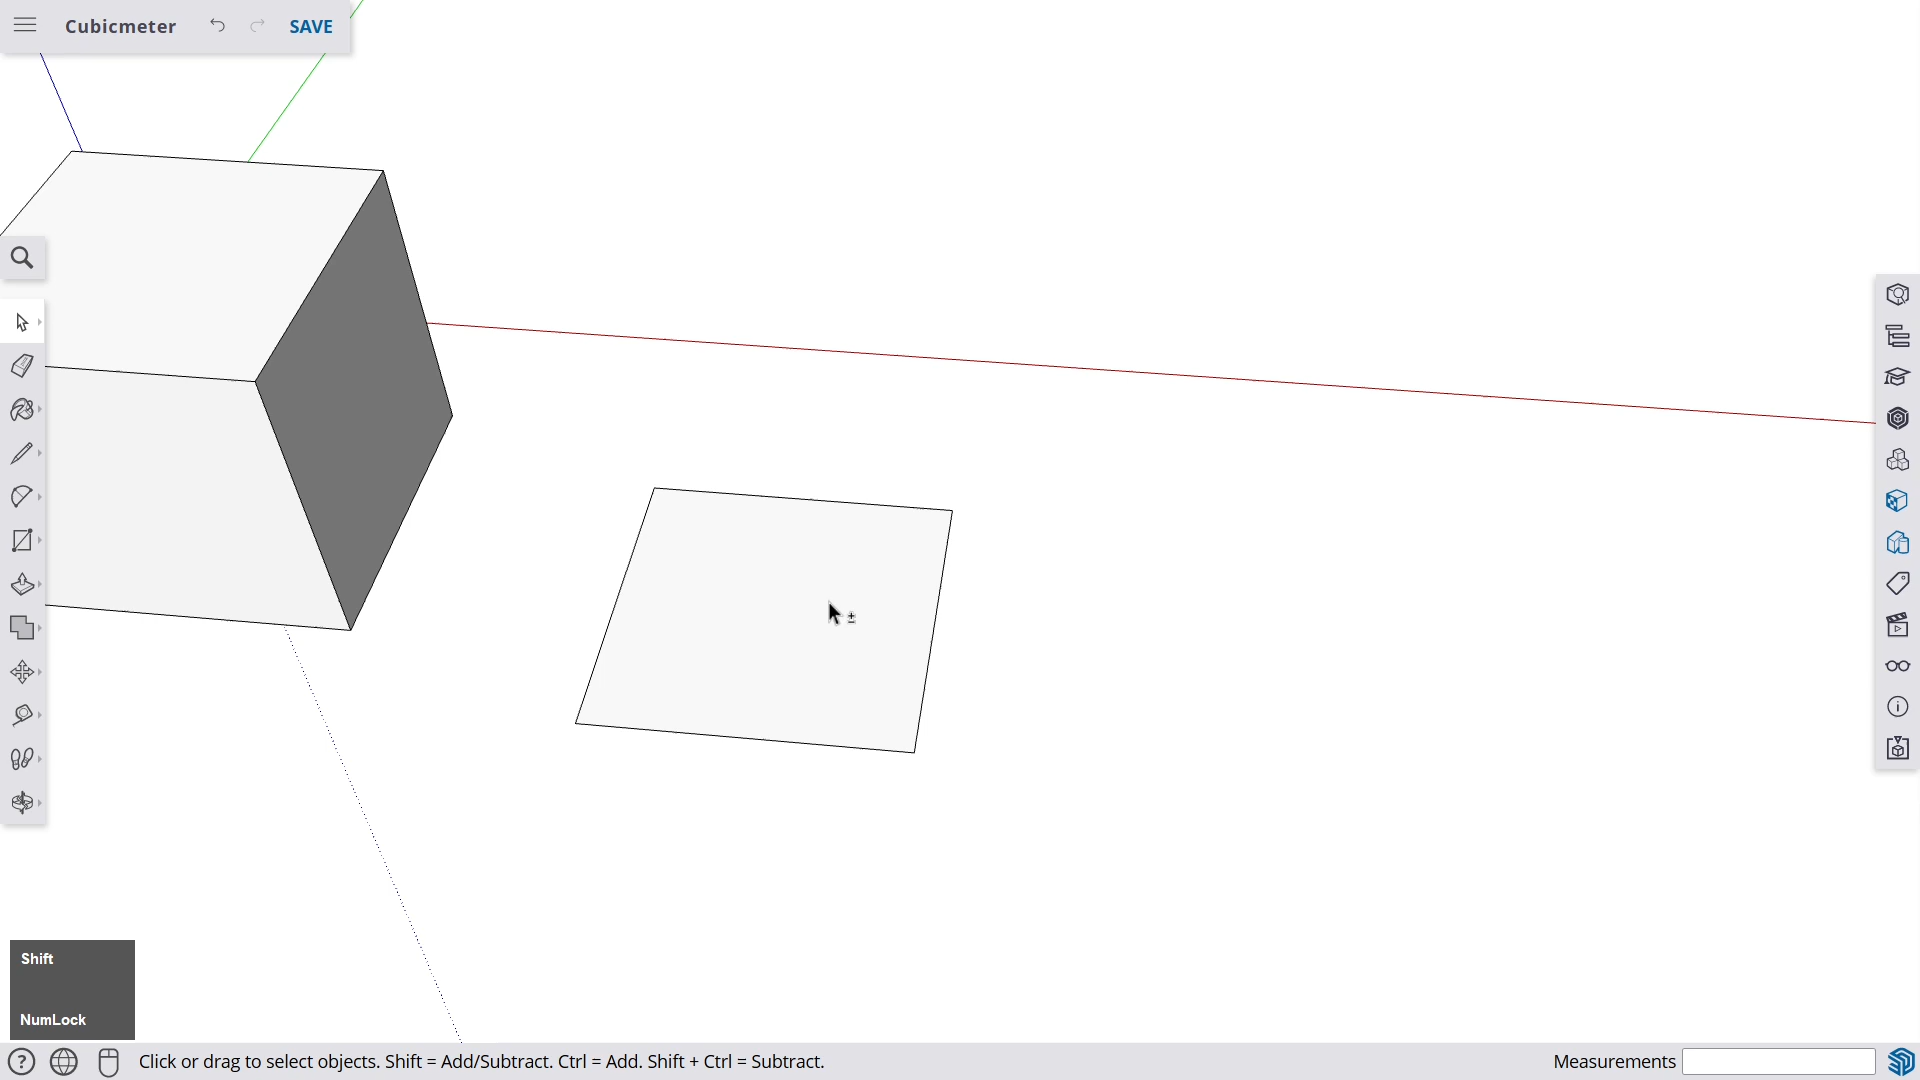 Cubicmeter
SAVE
Shift
NumLock
Click or drag to select objects. Shift = Add/Subtract. Ctrl = Add. Shift + Ctrl = Subtract.
Measurements